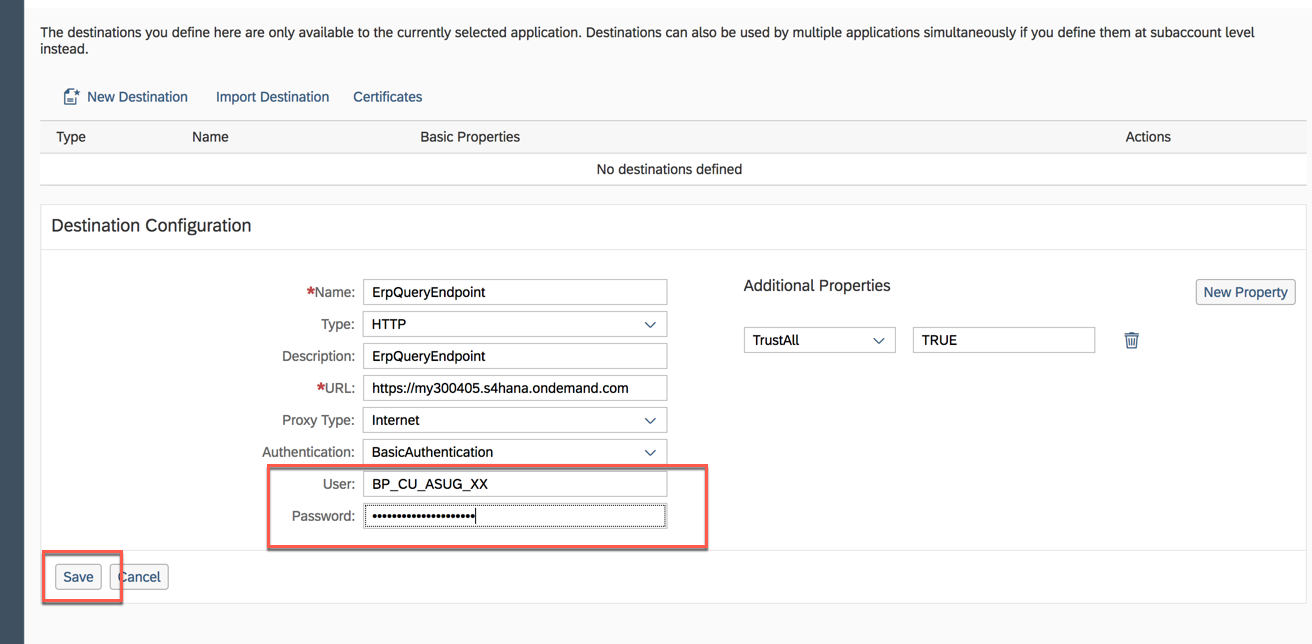 The destinations you define here are only available to the currently selected application. Destinations can also be used by multiple applications simultaneously if you define them at subaccount level
instead.
New Destination Import Destination Certificates
Type Name Basic Properties Actions
No destinations defined
Destination Configuration
Additional Properties
New Property
*Name: ErpQueryEndpoint
Type: HTTP
TrustAll TRUE
Description: ErpQueryEndpoint
*URL: https://my300405.s4hana.ondemand.com
Proxy Type: Internet
Authentication: BasicAuthentication
User: BP_CU_ASUG_XX
Password: •••••••••••••••••••••
Save Cancel